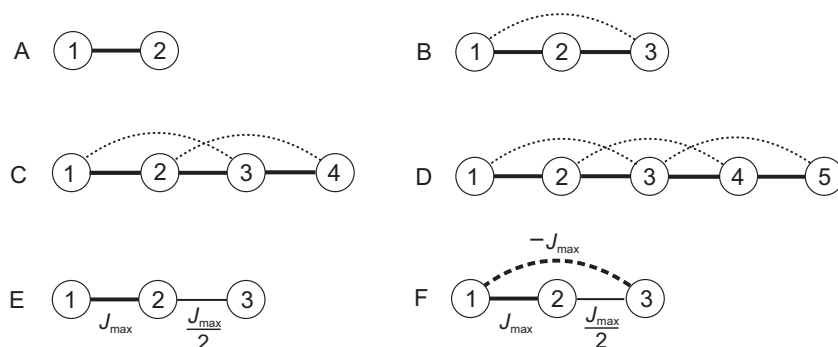 A 1 2
B 1 2 3
C 1 2 3 4
D 1 2 3 4 5
E 1 2 3
J_max
J_max
2
F 1 2 3
−J_max
J_max
J_max
2